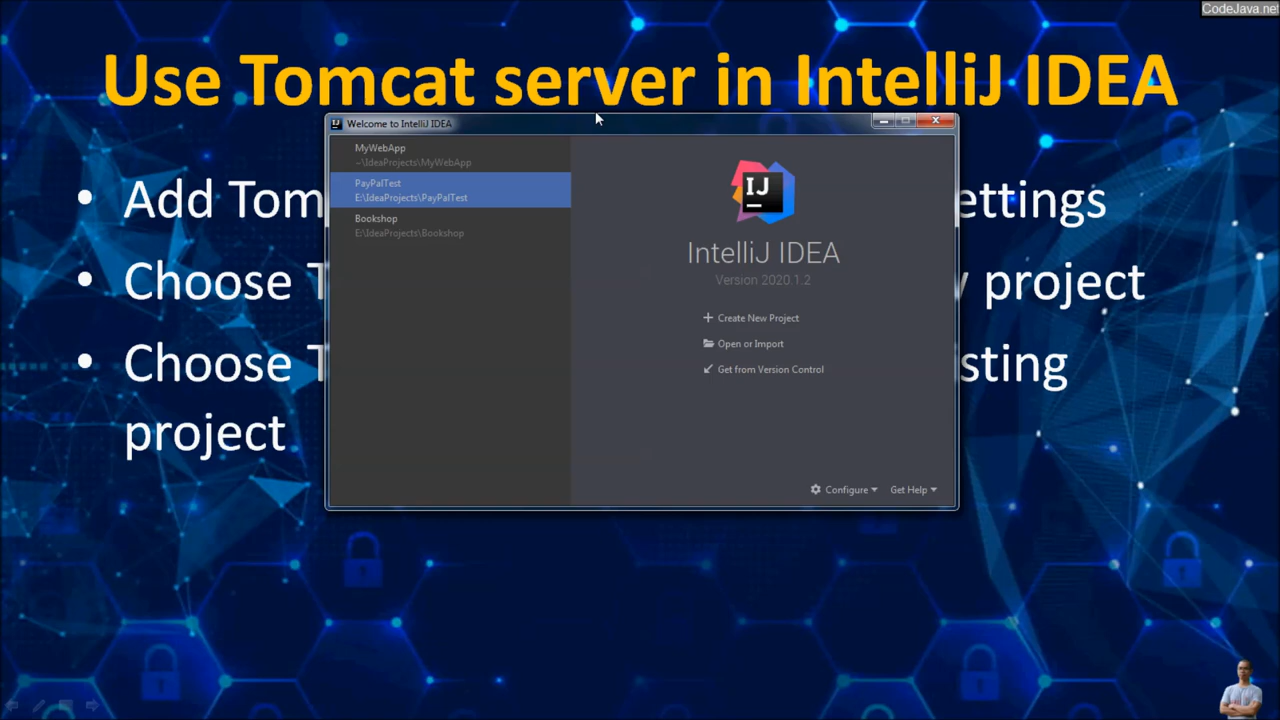 CodeJava.net
Use Tomcat server in IntelliJ IDEA
Welcome to IntelliJ IDEA
MyWebApp
~\IdeaProjects\MyWebApp
PayPalTest
E:\IdeaProjects\PayPalTest
Bookshop
E:\IdeaProjects\Bookshop
IJ
IntelliJ IDEA
Version 2020.1.2
Create New Project
Open or Import
Get from Version Control
Configure
Get Help
• Add Tom
ettings
• Choose T
project
• Choose T
sting
project